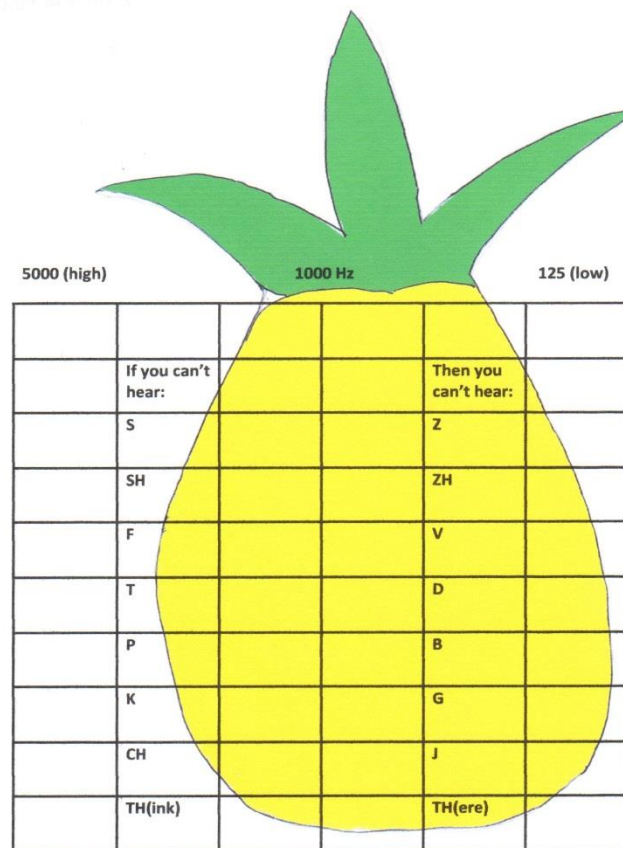 5000 (high) 1000 Hz 125 (low)
If you can't Then you
hear: can't hear:
S Z
SH ZH
F V
T D
P B
K G
CH J
TH(ink) TH(ere)